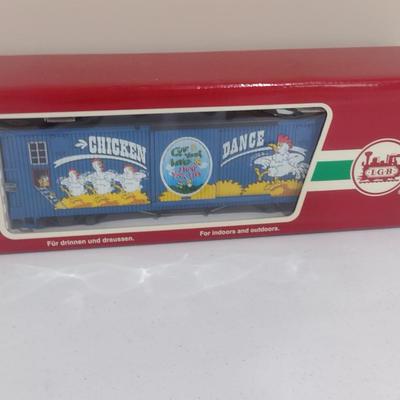 CHICKEN
DANCE
Für drinnen und draussen.
For indoors and outdoors.
LGB